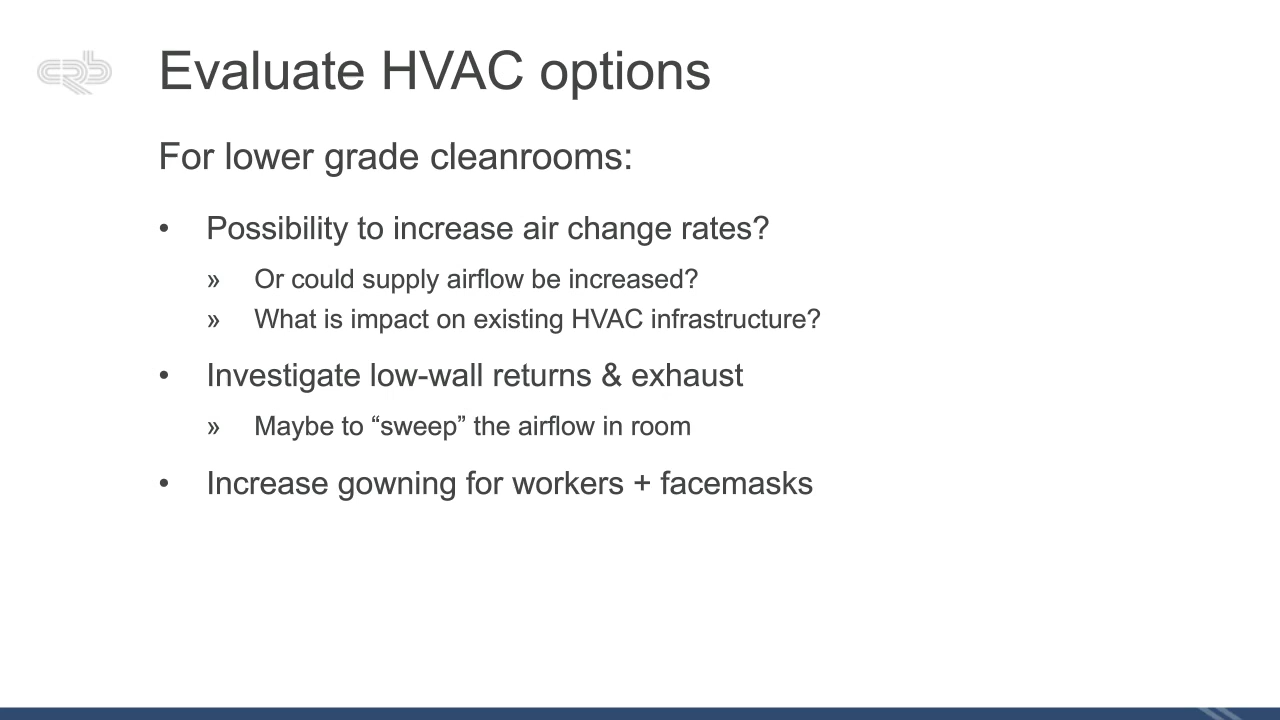 CRB
Evaluate HVAC options
For lower grade cleanrooms:
• Possibility to increase air change rates?
» Or could supply airflow be increased?
» What is impact on existing HVAC infrastructure?
• Investigate low-wall returns & exhaust
» Maybe to “sweep” the airflow in room
• Increase gowning for workers + facemasks